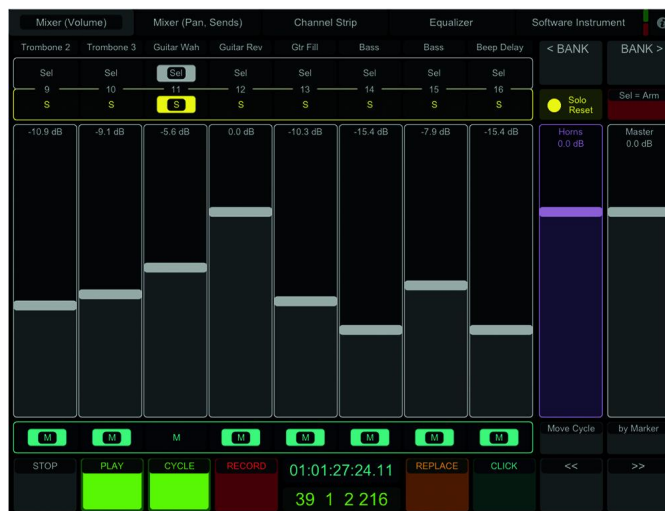 Mixer (Volume) Mixer (Pan, Sends) Channel Strip Equalizer Software Instrument
Trombone 2 Trombone 3 Guitar Wah Guitar Rev Gtr Fill Bass Bass Beep Delay < BANK BANK >
Sel Sel Sel Sel Sel Sel Sel Sel
9 10 11 12 13 14 15 16
S S S S S S S S
Solo
Reset
Sel = Arm
-10.9 dB -9.1 dB -5.6 dB 0.0 dB -10.3 dB -15.4 dB -7.9 dB -15.4 dB
Horns
0.0 dB
Master
0.0 dB
M M M M M M M M
Move Cycle by Marker
STOP PLAY CYCLE RECORD 01:01:27:24.11 REPLACE CLICK << >>
39 1 2 216